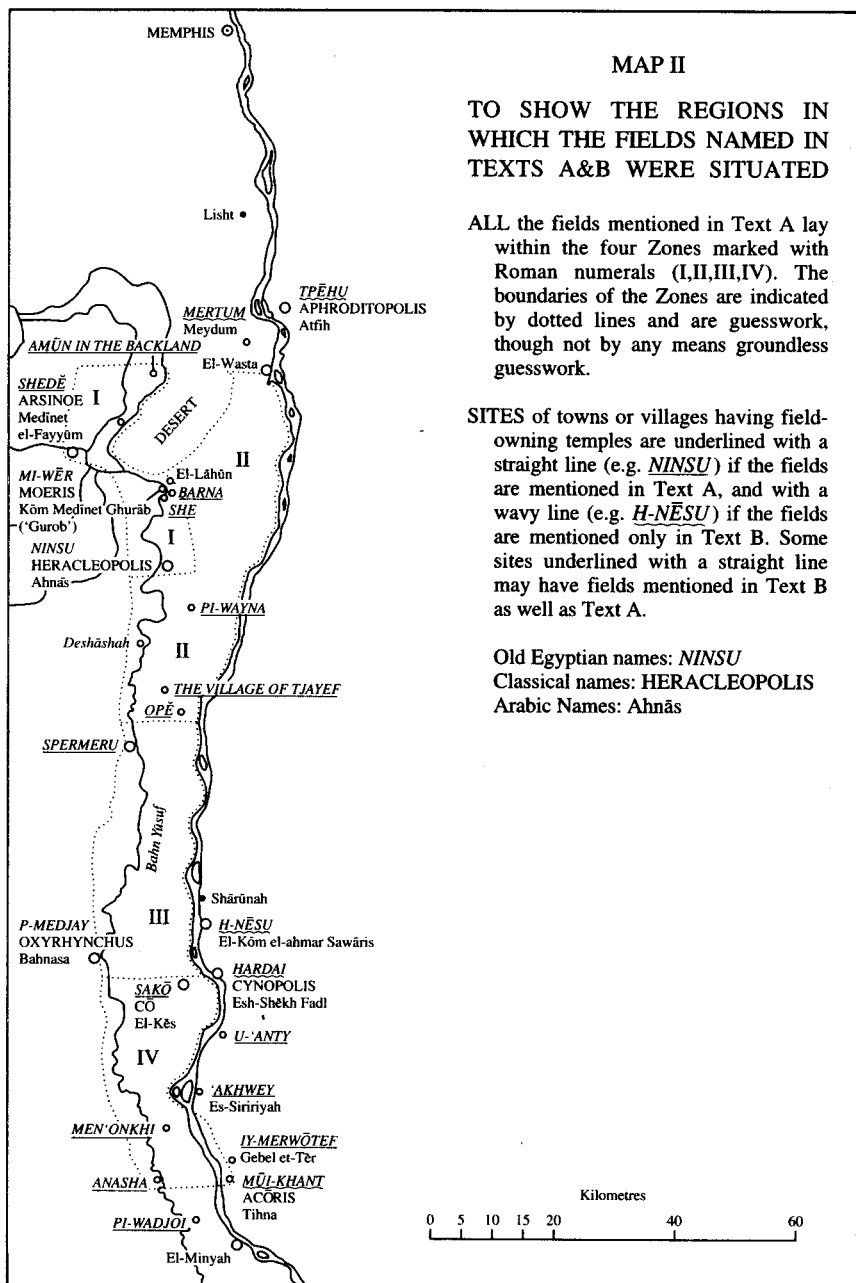 MEMPHIS
MAP II
TO SHOW THE REGIONS IN
WHICH THE FIELDS NAMED IN
TEXTS A&B WERE SITUATED
ALL the fields mentioned in Text A lay
within the four Zones marked with
Roman numerals (I,II,III,IV). The
boundaries of the Zones are indicated
by dotted lines and are guesswork,
though not by any means groundless
guesswork.
SITES of towns or villages having field-
owning temples are underlined with a
straight line (e.g. NINSU) if the fields
are mentioned in Text A, and with a
wavy line (e.g. H-NĒSU) if the fields
are mentioned only in Text B. Some
sites underlined with a straight line
may have fields mentioned in Text B
as well as Text A.
Old Egyptian names: NINSU
Classical names: HERACLEOPOLIS
Arabic Names: Ahnās
Lisht
TPĒHU
APHRODITOPOLIS
Atfih
MERTUM
Meydum
El-Wasta
AMŪN IN THE BACKLAND
SHEDĔ
ARSINOE
Medīnet
el-Fayyūm
I
DESERT
II
MI-WĒR
MOERIS
Kōm Medīnet Ghurāb
('Gurob')
El-Lāhūn
BARNA
SHE
I
NINSU
HERACLEOPOLIS
Ahnās
PI-WAYNA
Deshāshah
II
THE VILLAGE OF TJAYEF
OPĔ
SPERMERU
Bahn Yūsuf
Shārūnah
III
P-MEDJAY
OXYRHYNCHUS
Bahnasa
H-NĒSU
El-Kōm el-ahmar Sawāris
HARDAI
CYNOPOLIS
Esh-Shēkh Fadl
SAKŌ
CŌ
El-Kēs
U-'ANTY
IV
'AKHWEY
Es-Siririyah
MEN'ONKHI
IY-MERWŌTEF
Gebel et-Tēr
ANASHA
MŪI-KHANT
ACŌRIS
Tihna
PI-WADJOI
El-Minyah
Kilometres
0 5 10 15 20 40 60